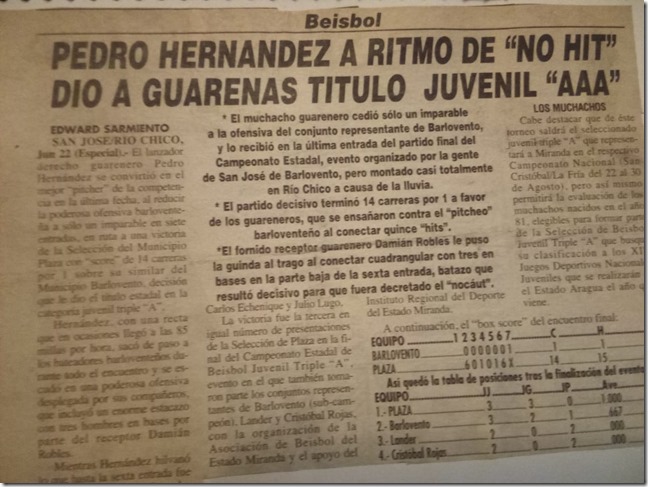 Beisbol
PEDRO HERNANDEZ A RITMO DE "NO HIT"
DIO A GUARENAS TITULO JUVENIL "AAA"
EDWARD SARMIENTO
SAN JOSE/RIO CHICO,
Jun 22 (Especial).- El lanzador
derecho guarenero Pedro
Hernández se convirtió en el
mejor "pitcher" de la competen-
cia en la última fecha, al reducir
la poderosa ofensiva barloventeña
a sólo un imparable en siete
entradas, en ruta a una victoria
de la Selección del Municipio
Plaza con "score" de 14 carreras
por 1 sobre su similar del
Municipio Barlovento, decisión
que le dio el título estadal en la
categoría juvenil triple "A".
Hernández, con una recta
que en ocasiones llegó a las 85
millas por hora, sacó de paso a
los bateadores barloventeños du-
rante todo el encuentro y se es-
cudó en una poderosa ofensiva
desplegada por sus compañeros,
que incluyó un enorme estacazo
con tres hombres en bases por
parte del receptor Damián
Robles.
Mientras Hernández hilvanó
lo que hasta la sexta entrada fue
* El muchacho guarenero cedió sólo un imparable
a la ofensiva del conjunto representante de Barlovento,
y lo recibió en la última entrada del partido final del
Campeonato Estadal, evento organizado por la gente
de San José de Barlovento, pero montado casi totalmente
en Río Chico a causa de la lluvia.
* El partido decisivo terminó 14 carreras por 1 a favor
de los guareneros, que se ensañaron contra el "pitcheo"
barloventeño al conectar quince "hits".
*El fornido receptor guarenero Damián Robles le puso
la guinda al trago al conectar cuadrangular con tres en
bases en la parte baja de la sexta entrada, batazo que
resultó decisivo para que fuera decretado el "nocáut".
Carlos Echenique y Julio Lugo.
La victoria fue la tercera en
igual número de presentaciones
de la Selección de Plaza en la fi-
nal del Campeonato Estadal de
Beisbol Juvenil Triple "A",
evento en el que también toma-
ron parte los conjuntos represen-
tantes de Barlovento (sub-cam-
peón), Lander y Cristóbal Rojas,
con la organización de la
Asociación de Beisbol del
Estado Miranda y el apoyo del
Instituto Regional del Deporte
del Estado Miranda.
LOS MUCHACHOS
Cabe destacar que de éste
torneo saldrá el seleccionado
juvenil triple "A" que represen-
tará a Miranda en el respectivo
Campeonato Nacional (San
Cristóbal/La Fría del 22 al 30
de Agosto), pero así mismo
permitirá la evaluación de los
muchachos nacidos en el año
81, elegibles para formar parte
de la Selección de Beisbol
Juvenil Triple "A" que busque
su clasificación a los XI
Juegos Deportivos Nacionales
Juveniles que se realizarán
el Estado Aragua el año que
viene.
A continuación, el "box score" del encuentro final:
EQUIPO 1 2 3 4 5 6 7 C H
BARLOVENTO 0 0 0 0 0 0 1 1 1
PLAZA 6 0 1 0 1 6 X 14 15
Así quedó la tabla de posiciones tras la finalización del evento
EQUIPO JJ JG JP Ave.
1.- PLAZA 3 3 0 1.000
2.- Barlovento 3 2 1 .667
3.- Lander 2 0 2 000
4.- Cristóbal Rojas 2 0 2 000